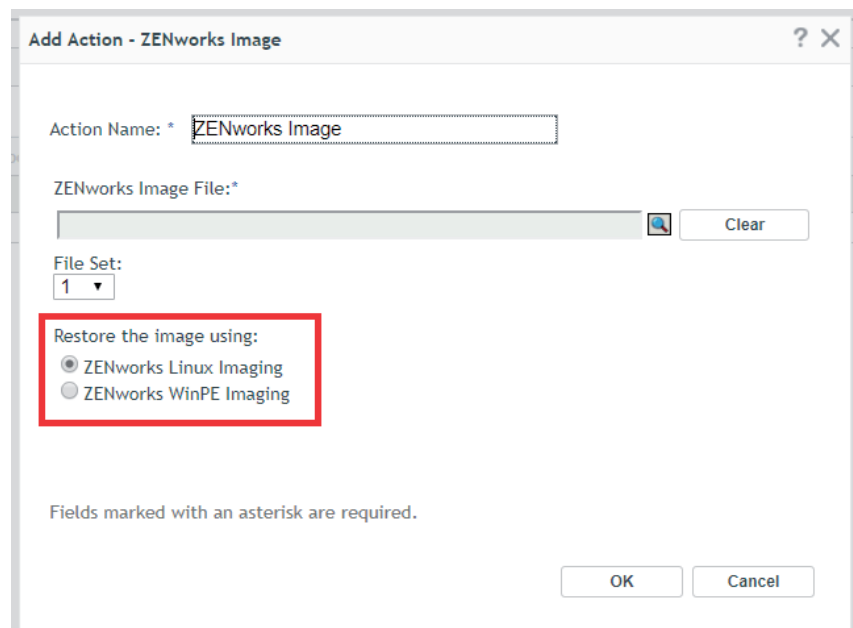 Add Action - ZENworks Image
Action Name: * ZENworks Image
ZENworks Image File:*
Clear
File Set:
1
Restore the image using:
ZENworks Linux Imaging
ZENworks WinPE Imaging
Fields marked with an asterisk are required.
OK Cancel